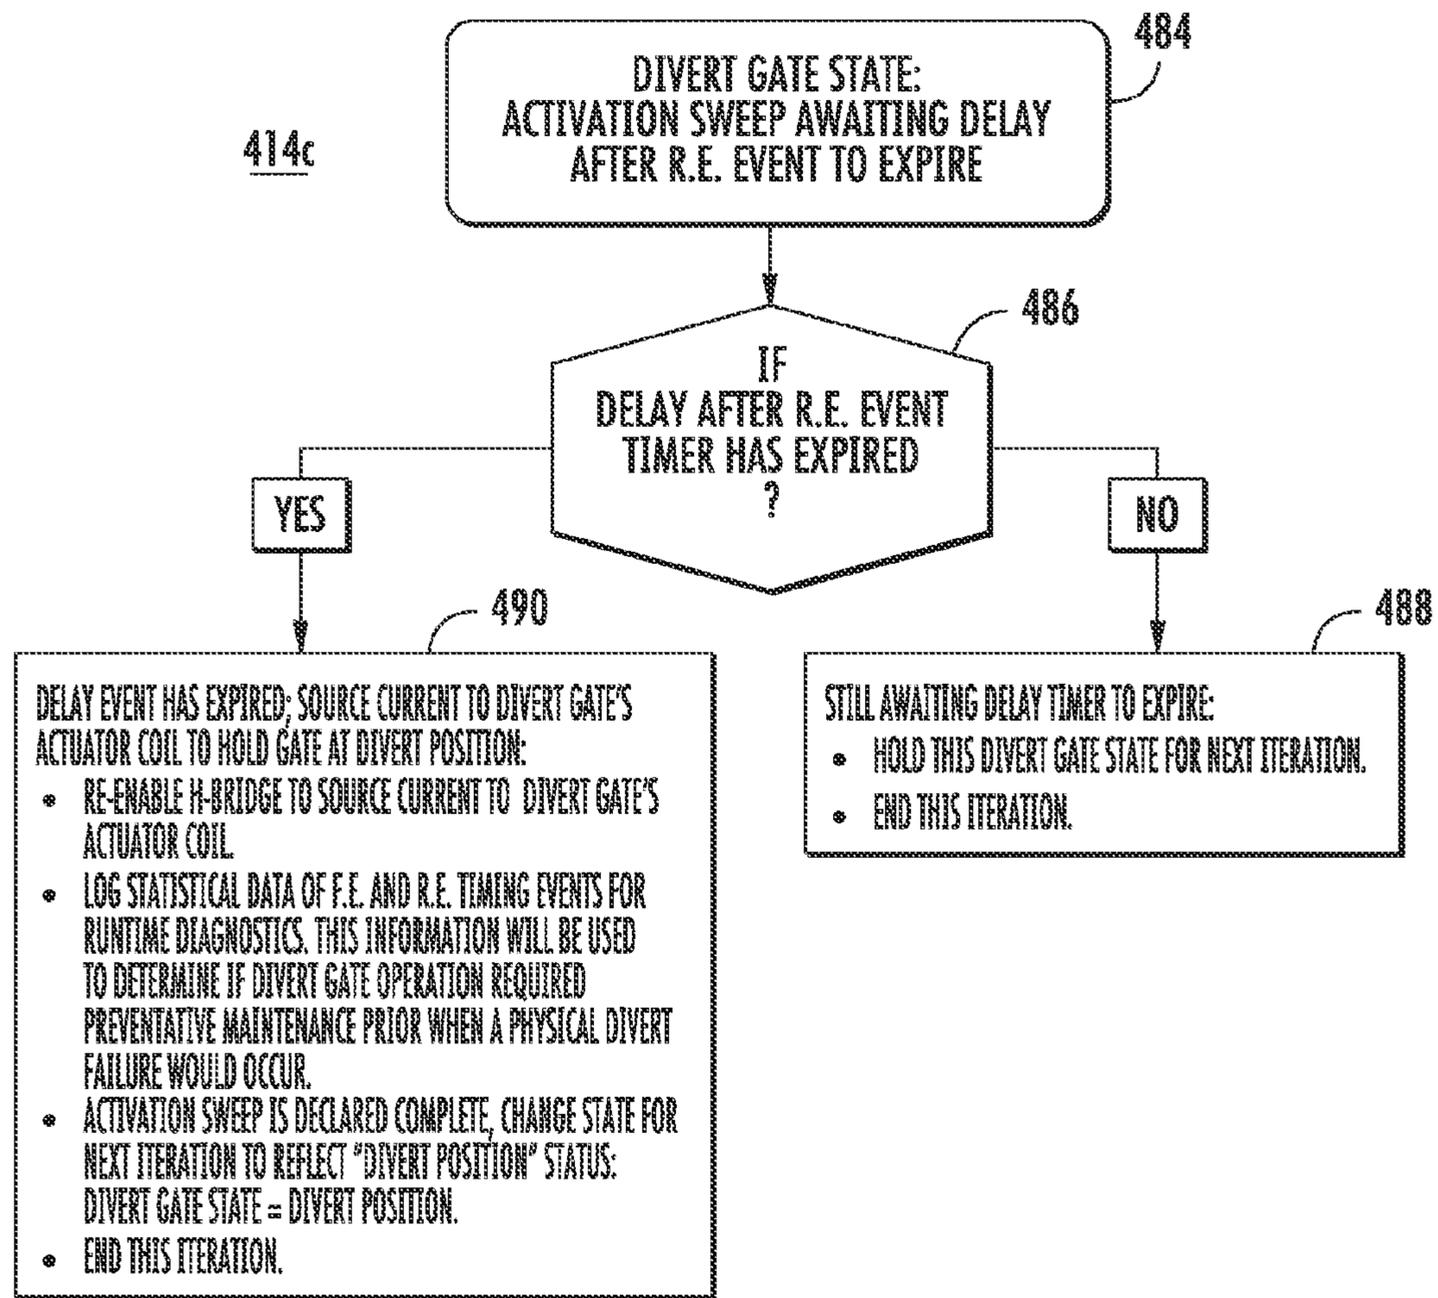 484
DIVERT GATE STATE:
ACTIVATION SWEEP AWAITING DELAY
AFTER R.E. EVENT TO EXPIRE
414c
486
IF
DELAY AFTER R.E. EVENT
TIMER HAS EXPIRED
?
YES
NO
490
488
DELAY EVENT HAS EXPIRED; SOURCE CURRENT TO DIVERT GATE'S
ACTUATOR COIL TO HOLD GATE AT DIVERT POSITION:
• RE-ENABLE H-BRIDGE TO SOURCE CURRENT TO DIVERT GATE'S
ACTUATOR COIL.
• LOG STATISTICAL DATA OF F.E. AND R.E. TIMING EVENTS FOR
RUNTIME DIAGNOSTICS. THIS INFORMATION WILL BE USED
TO DETERMINE IF DIVERT GATE OPERATION REQUIRED
PREVENTATIVE MAINTENANCE PRIOR WHEN A PHYSICAL DIVERT
FAILURE WOULD OCCUR.
• ACTIVATION SWEEP IS DECLARED COMPLETE, CHANGE STATE FOR
NEXT ITERATION TO REFLECT "DIVERT POSITION" STATUS:
DIVERT GATE STATE = DIVERT POSITION.
• END THIS ITERATION.
STILL AWAITING DELAY TIMER TO EXPIRE:
• HOLD THIS DIVERT GATE STATE FOR NEXT ITERATION.
• END THIS ITERATION.